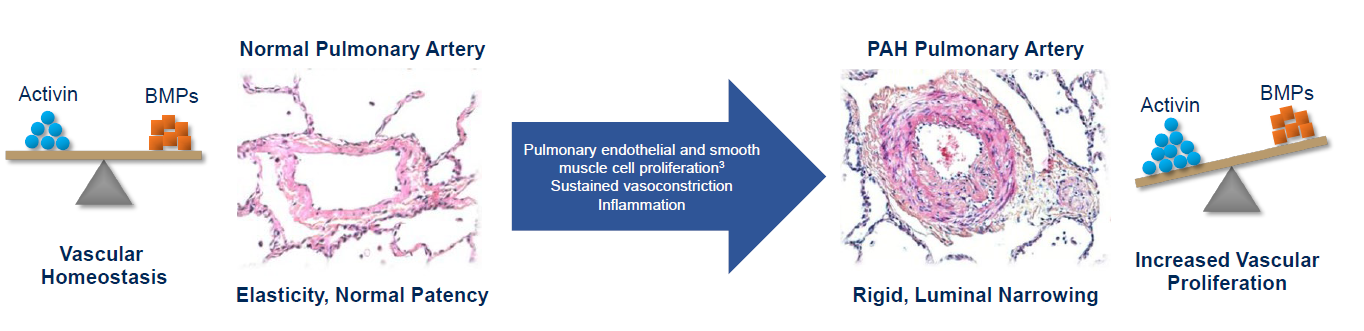 Normal Pulmonary Artery
PAH Pulmonary Artery
Activin
BMPs
Activin
BMPs
Pulmonary endothelial and smooth
muscle cell proliferation³
Sustained vasoconstriction
Inflammation
Vascular
Homeostasis
Elasticity, Normal Patency
Rigid, Luminal Narrowing
Increased Vascular
Proliferation